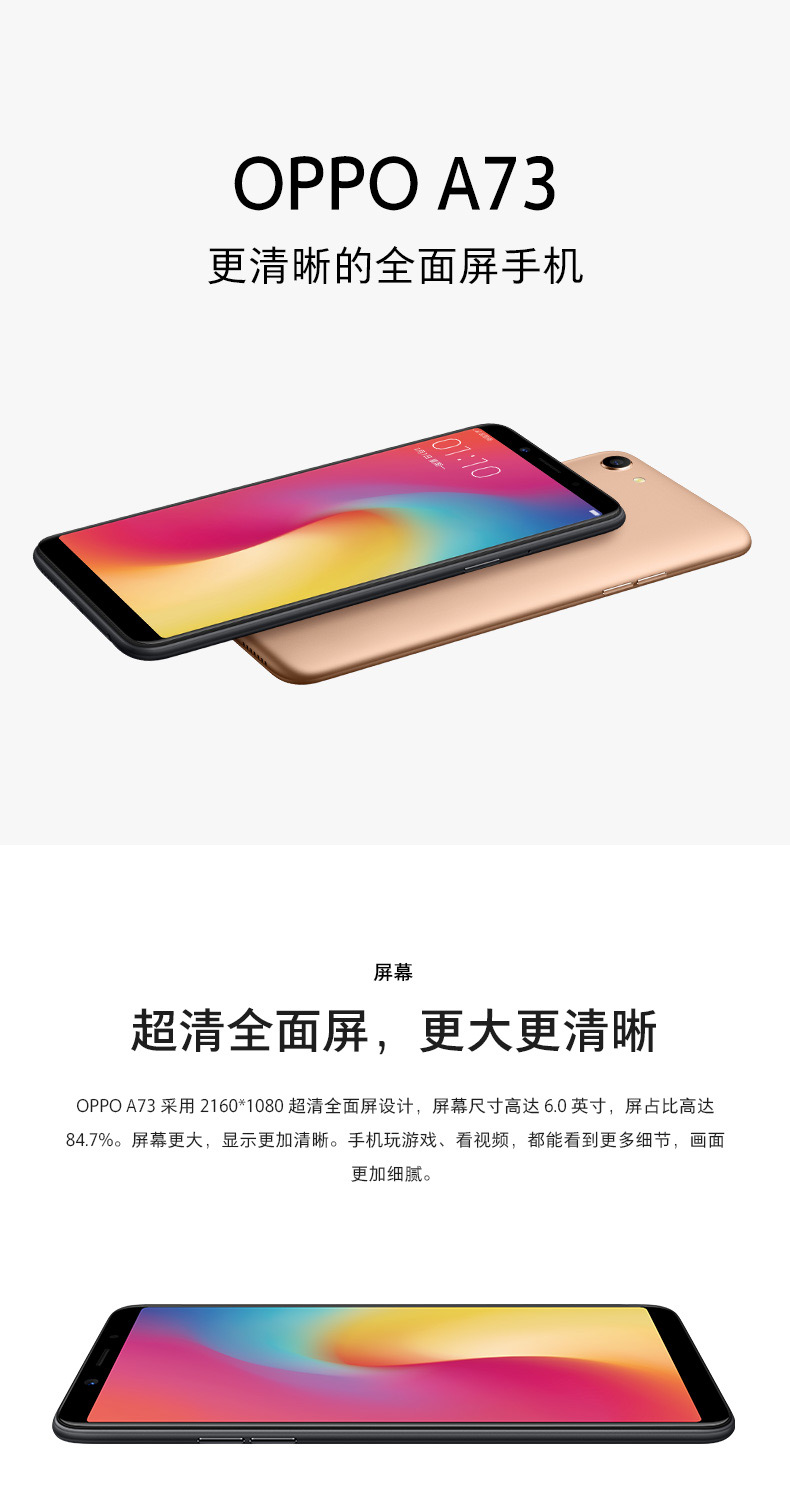 OPPO A73
更清晰的全面屏手机
01:10
屏幕
超清全面屏，更大更清晰
OPPO A73 采用 2160*1080 超清全面屏设计，屏幕尺寸高达 6.0 英寸，屏占比高达
84.7%。屏幕更大，显示更加清晰。手机玩游戏、看视频，都能看到更多细节，画面
更加细腻。